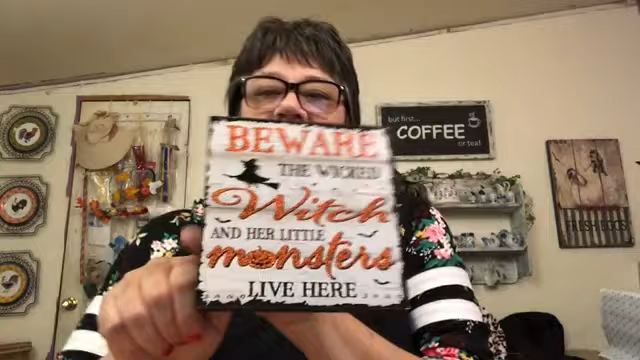 BEWARE
THE WICKED
Witch
AND HER LITTLE
monsters
LIVE HERE
but first...
COFFEE
or tea!